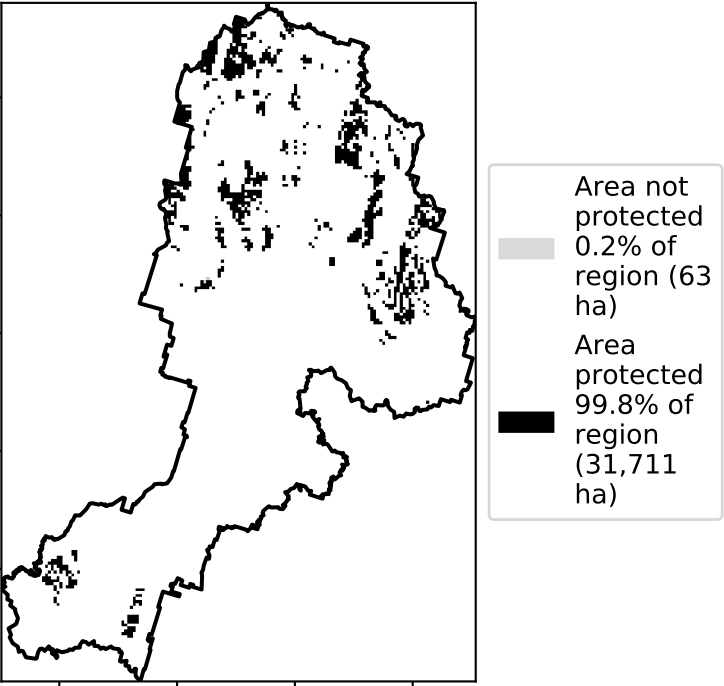 Area not
protected
0.2% of
region (63
ha)
Area
protected
99.8% of
region
(31,711
ha)